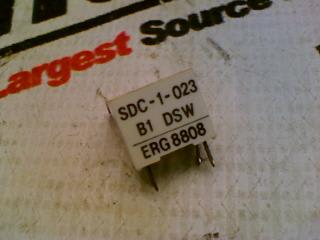 Largest Source
SDC-1-023
B1 DSW
ERG 8808